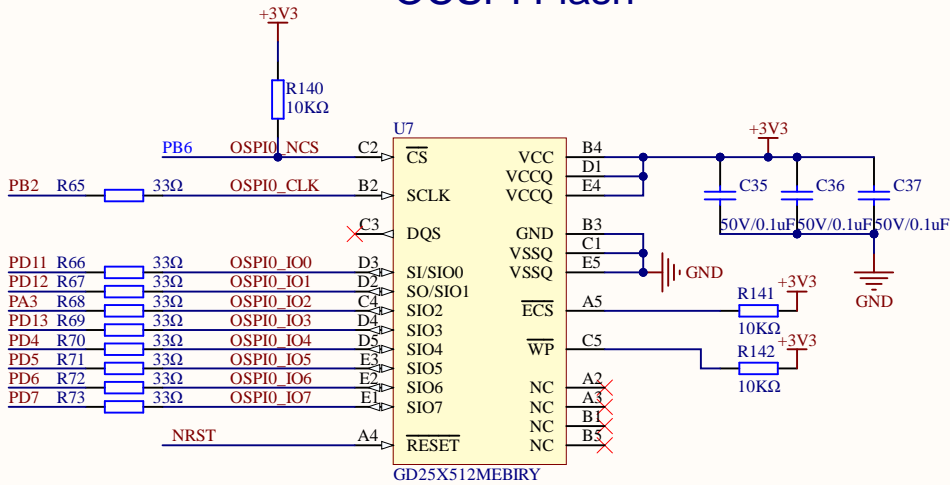 Flash
+3V3
R140
10KΩ
U7
+3V3
PB6 OSPI0_NCS C2 CS VCC B4
VCCQ D1
PB2 R65 33Ω OSPI0_CLK B2 SCLK VCCQ E4
C35 C36 C37
50V/0.1uF 50V/0.1uF 50V/0.1uF
C3 DQS GND B3
VSSQ C1
PD11 R66 33Ω OSPI0_IO0 D3 SI/SIO0 VSSQ E5 GND
PD12 R67 33Ω OSPI0_IO1 D2 SO/SIO1
PA3 R68 33Ω OSPI0_IO2 C4 SIO2 ECS A5 R141 10KΩ +3V3
GND
PD13 R69 33Ω OSPI0_IO3 D4 SIO3
PD4 R70 33Ω OSPI0_IO4 D5 SIO4 WP C5 R142 10KΩ +3V3
PD5 R71 33Ω OSPI0_IO5 E3 SIO5
PD6 R72 33Ω OSPI0_IO6 E2 SIO6 NC A2
PD7 R73 33Ω OSPI0_IO7 E1 SIO7 NC A3
NC B1
NRST A4 RESET NC B5
GD25X512MEBIRY